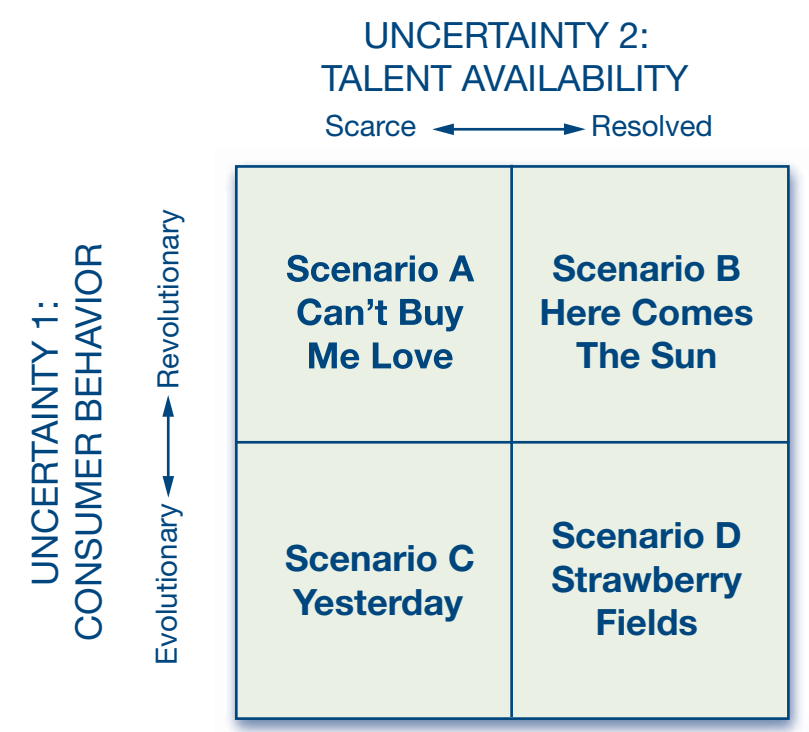 UNCERTAINTY 2:
TALENT AVAILABILITY
Scarce Resolved
UNCERTAINTY 1:
CONSUMER BEHAVIOR
Evolutionary Revolutionary
Scenario A
Can’t Buy
Me Love
Scenario B
Here Comes
The Sun
Scenario C
Yesterday
Scenario D
Strawberry
Fields